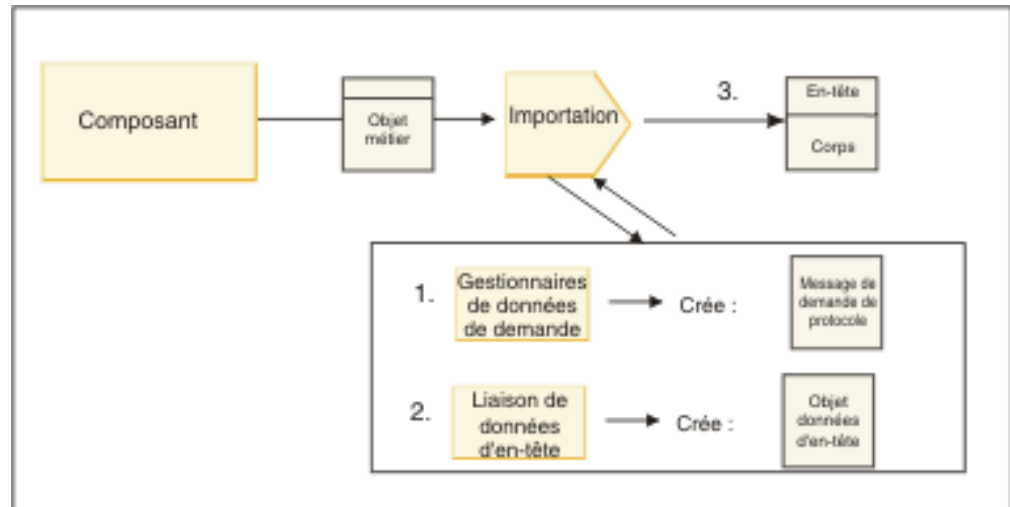 Composant
Objet
métier
Importation
3.
En-tête
Corps
1.
Gestionnaires
de données
de demande
Crée :
Message de
demande de
protocole
2.
Liaison de
données
d'en-tête
Crée :
Objet
données
d'en-tête